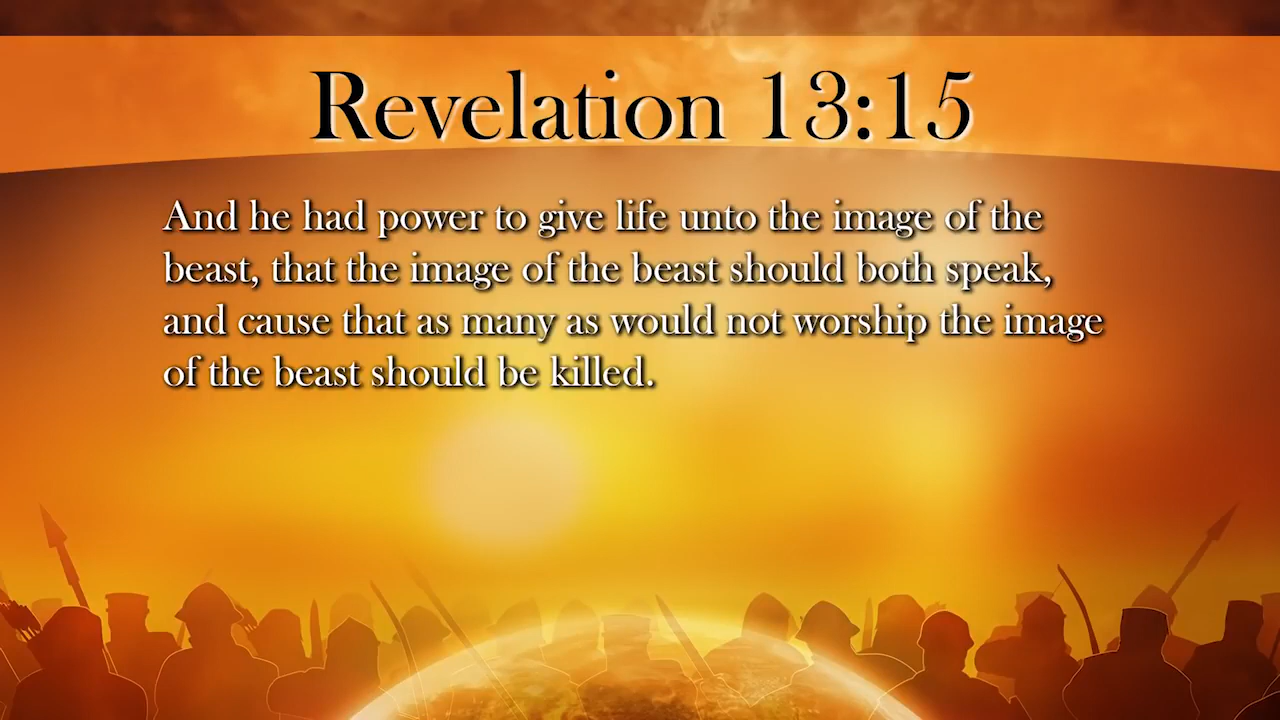 Revelation 13:15
And he had power to give life unto the image of the
beast, that the image of the beast should both speak,
and cause that as many as would not worship the image
of the beast should be killed.